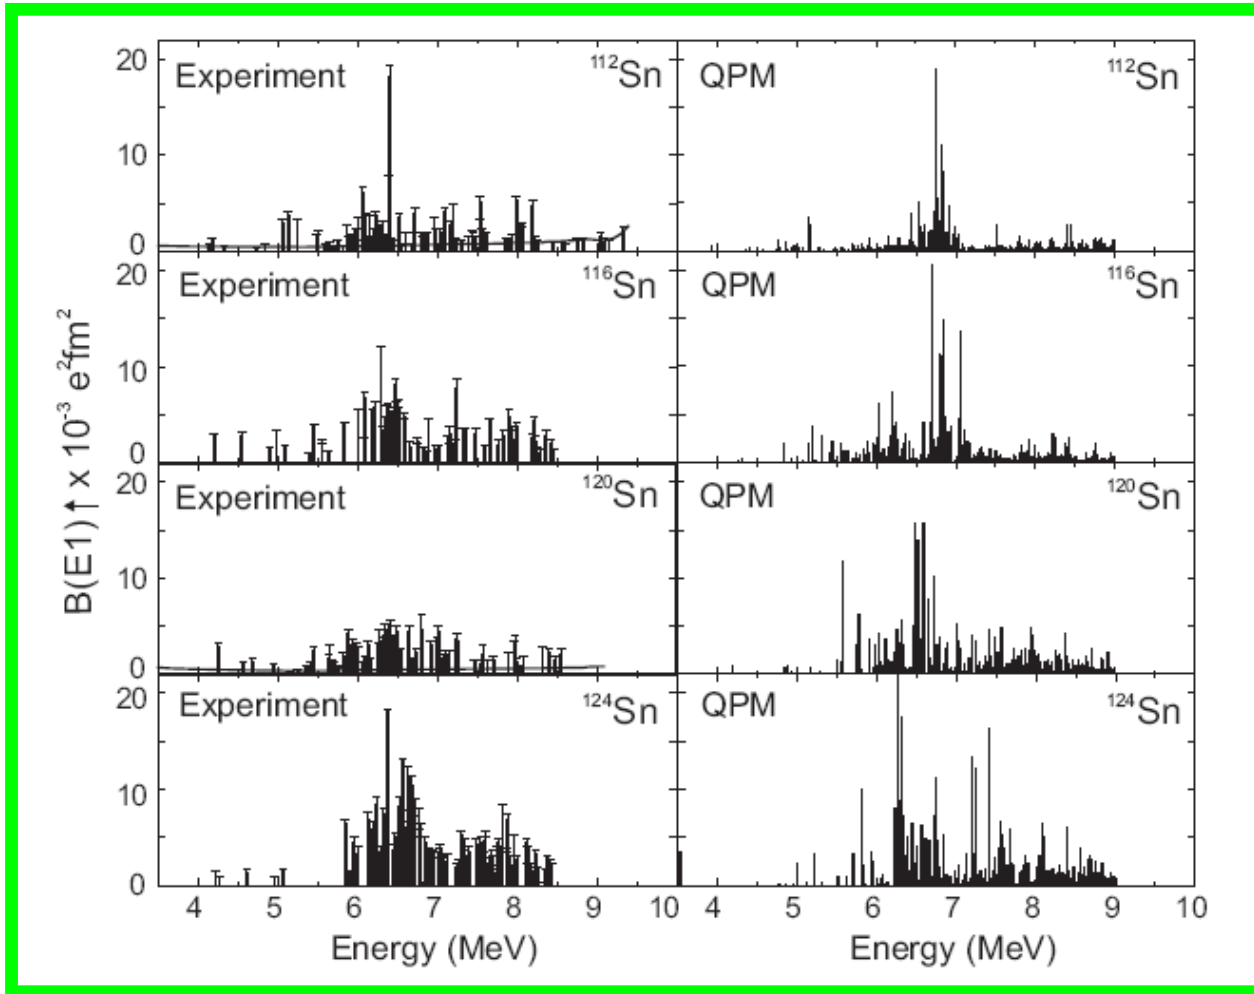 20
Experiment
¹¹²Sn
QPM
¹¹²Sn
10
0
20
Experiment
¹¹⁶Sn
QPM
¹¹⁶Sn
10
0
20
Experiment
¹²⁰Sn
QPM
¹²⁰Sn
10
0
20
Experiment
¹²⁴Sn
QPM
¹²⁴Sn
10
0
B(E1)↑ x 10⁻³ e²fm²
4 5 6 7 8 9 10
4 5 6 7 8 9 10
Energy (MeV)
Energy (MeV)